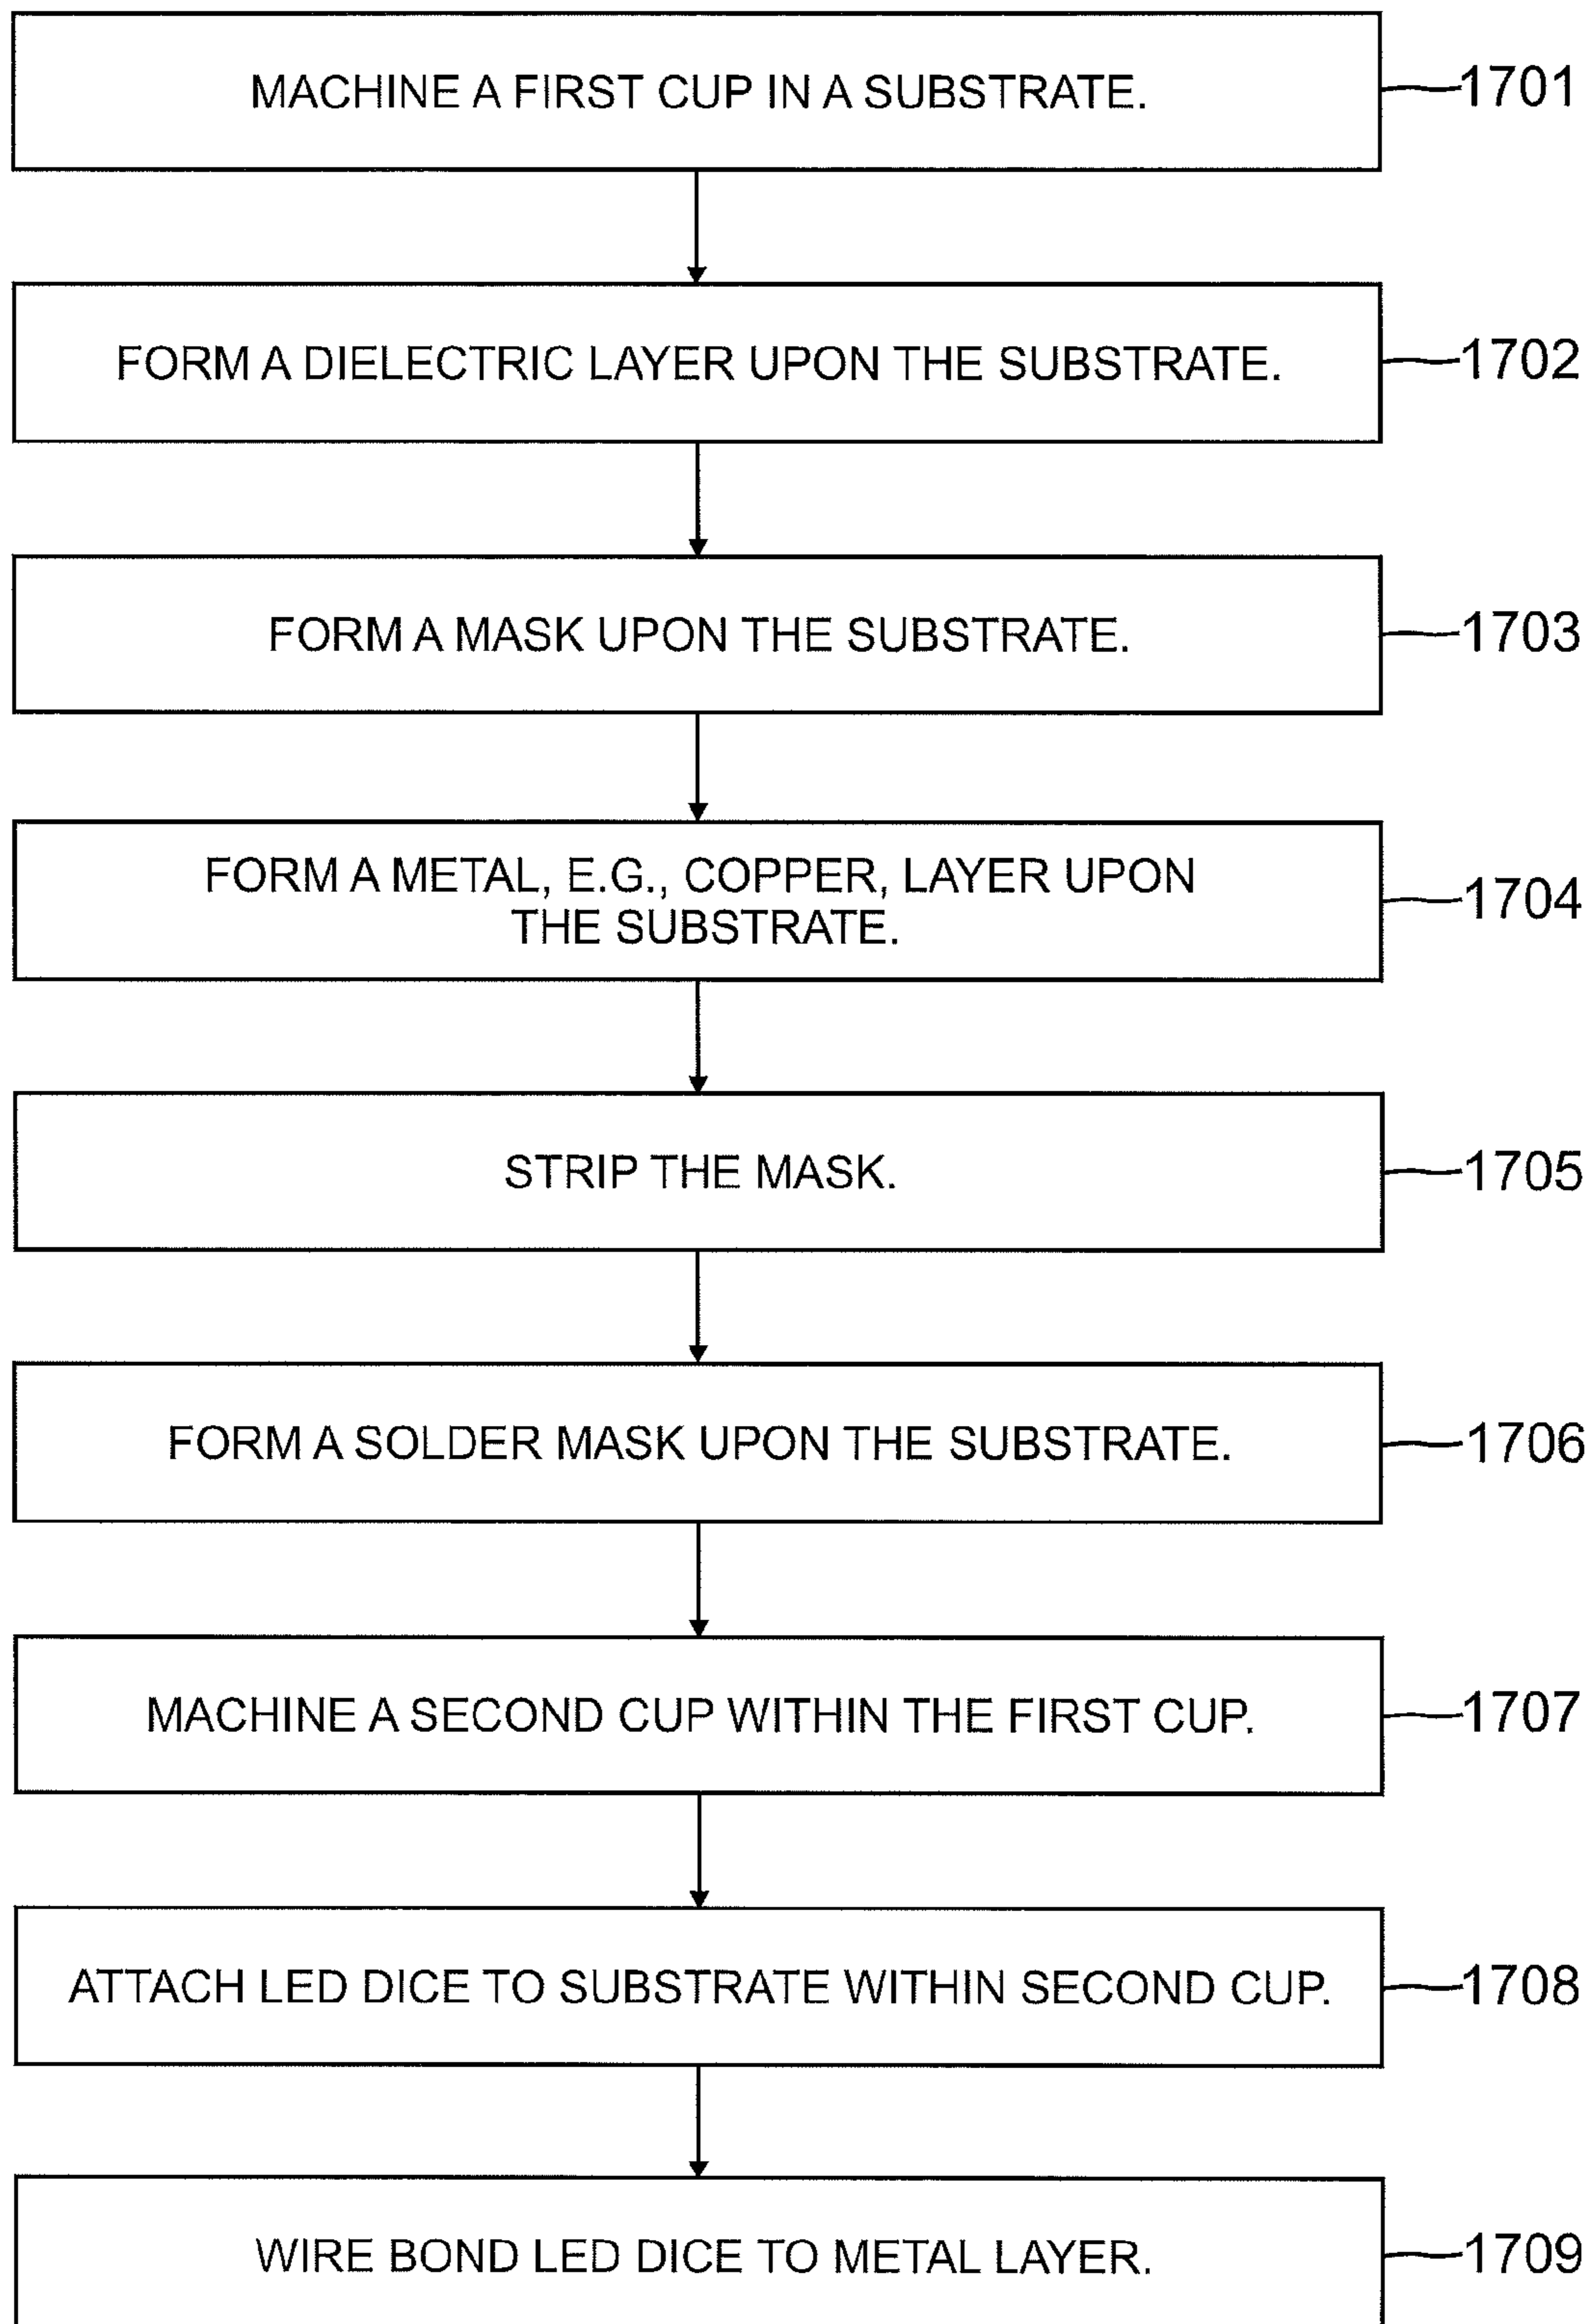 MACHINE A FIRST CUP IN A SUBSTRATE.
1701
FORM A DIELECTRIC LAYER UPON THE SUBSTRATE.
1702
FORM A MASK UPON THE SUBSTRATE.
1703
FORM A METAL, E.G., COPPER, LAYER UPON
THE SUBSTRATE.
1704
STRIP THE MASK.
1705
FORM A SOLDER MASK UPON THE SUBSTRATE.
1706
MACHINE A SECOND CUP WITHIN THE FIRST CUP.
1707
ATTACH LED DICE TO SUBSTRATE WITHIN SECOND CUP.
1708
WIRE BOND LED DICE TO METAL LAYER.
1709